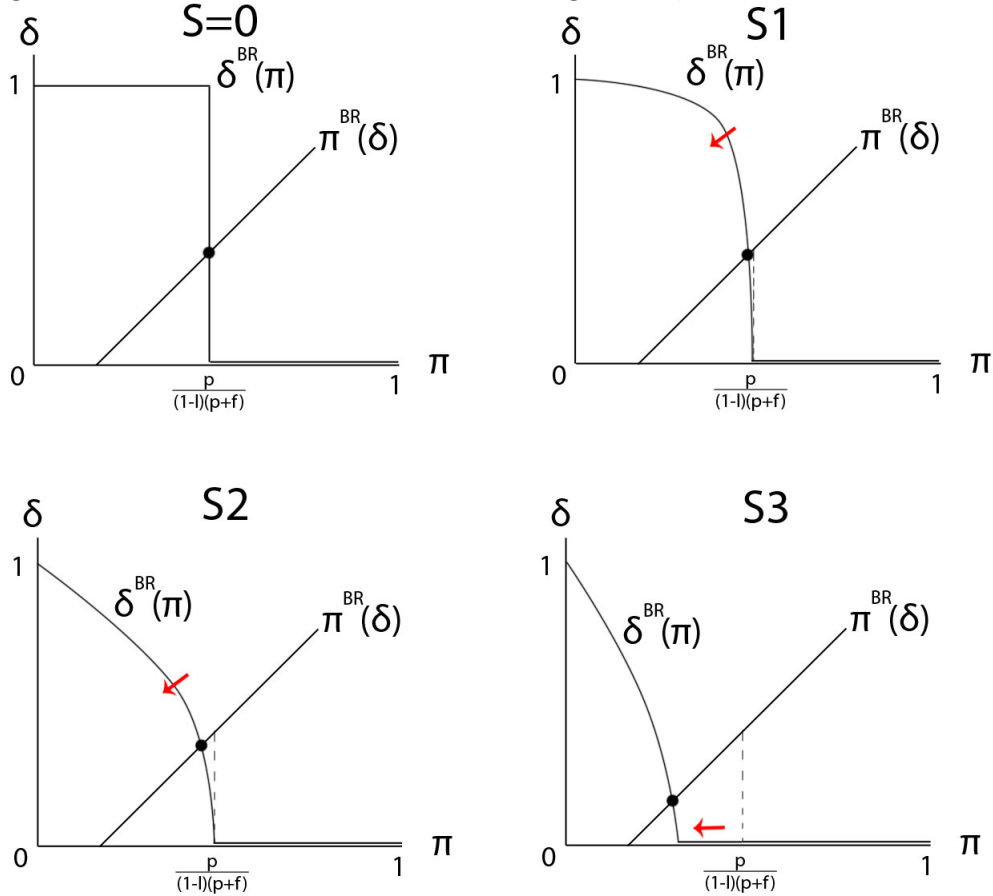 S=0
δ
1
δ^BR(π)
π^BR(δ)
0
p/(1-l)(p+f)
1
π
S1
δ
1
δ^BR(π)
π^BR(δ)
0
p/(1-l)(p+f)
1
π
S2
δ
1
δ^BR(π)
π^BR(δ)
0
p/(1-l)(p+f)
1
π
S3
δ
1
δ^BR(π)
π^BR(δ)
0
p/(1-l)(p+f)
1
π